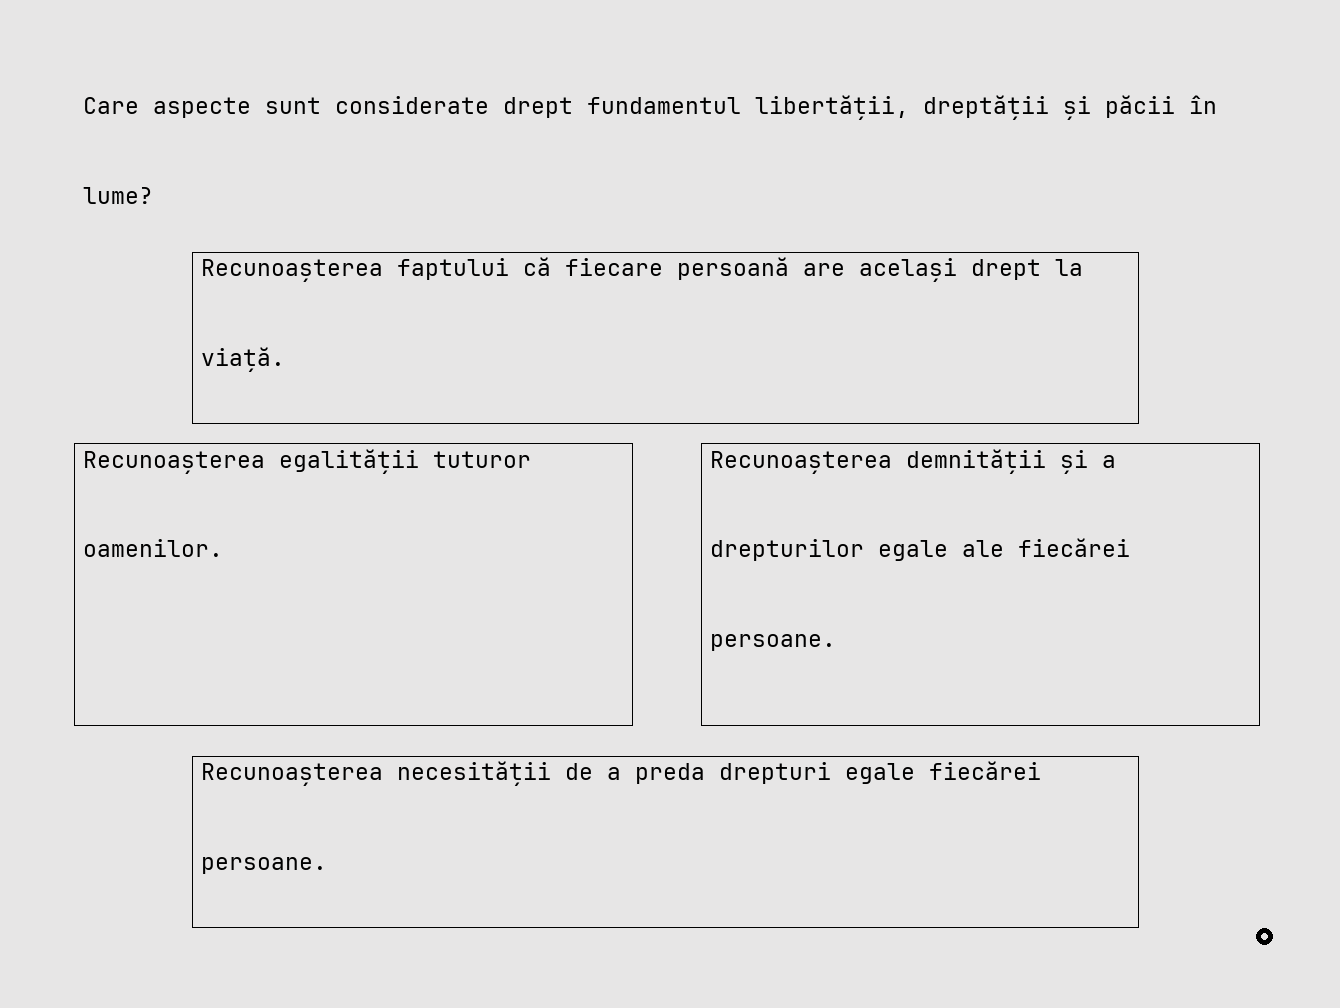 Care aspecte sunt considerate drept fundamentul libertății, dreptății și păcii în
lume?
Recunoașterea faptului că fiecare persoană are același drept la
viață.
Recunoașterea egalității tuturor
oamenilor.
Recunoașterea demnității și a
drepturilor egale ale fiecărei
persoane.
Recunoașterea necesității de a preda drepturi egale fiecărei
persoane.